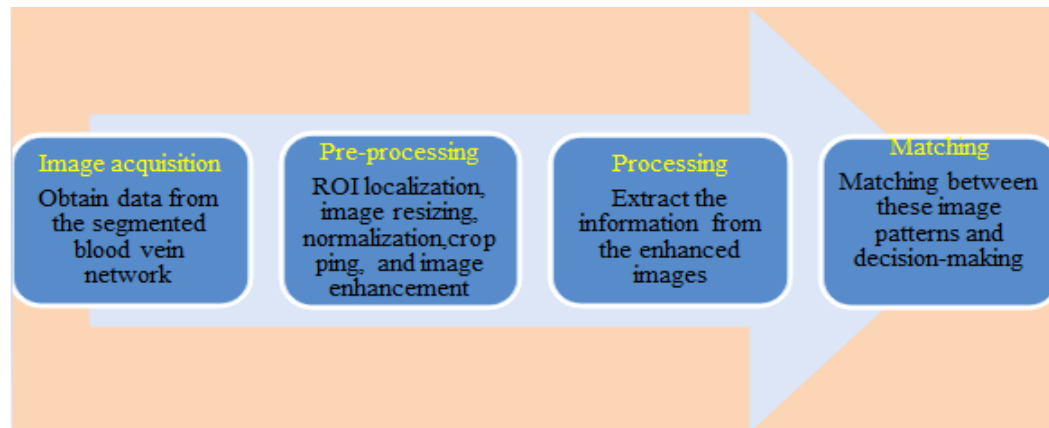 Image acquisition
Obtain data from
the segmented
blood vein
network
Pre-processing
ROI localization,
image resizing,
normalization,crop
ping, and image
enhancement
Processing
Extract the
information from
the enhanced
images
Matching
Matching between
these image
patterns and
decision-making